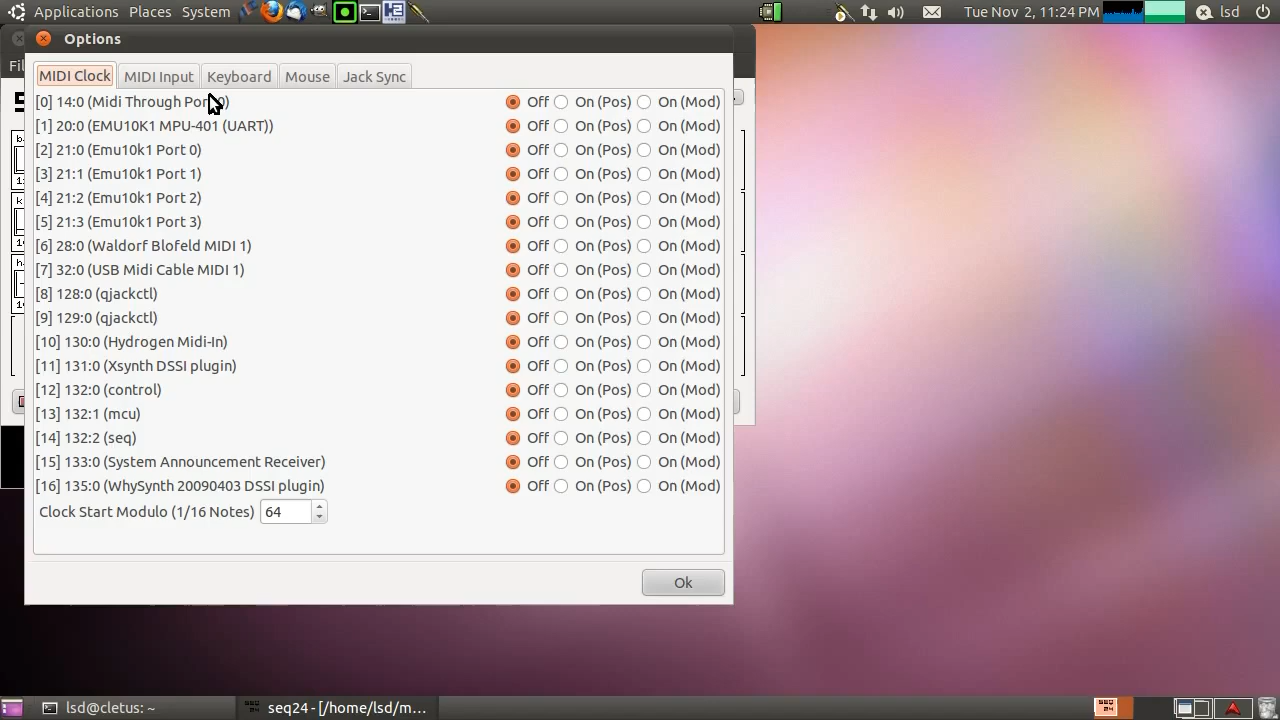 Applications Places System
Tue Nov 2, 11:24 PM
lsd
Options
Fil
MIDI Clock MIDI Input Keyboard Mouse Jack Sync
[0] 14:0 (Midi Through Port 0) Off On (Pos) On (Mod)
[1] 20:0 (EMU10K1 MPU-401 (UART)) Off On (Pos) On (Mod)
[2] 21:0 (Emu10k1 Port 0) Off On (Pos) On (Mod)
[3] 21:1 (Emu10k1 Port 1) Off On (Pos) On (Mod)
[4] 21:2 (Emu10k1 Port 2) Off On (Pos) On (Mod)
[5] 21:3 (Emu10k1 Port 3) Off On (Pos) On (Mod)
[6] 28:0 (Waldorf Blofeld MIDI 1) Off On (Pos) On (Mod)
[7] 32:0 (USB Midi Cable MIDI 1) Off On (Pos) On (Mod)
[8] 128:0 (qjackctl) Off On (Pos) On (Mod)
[9] 129:0 (qjackctl) Off On (Pos) On (Mod)
[10] 130:0 (Hydrogen Midi-In) Off On (Pos) On (Mod)
[11] 131:0 (Xsynth DSSI plugin) Off On (Pos) On (Mod)
[12] 132:0 (control) Off On (Pos) On (Mod)
[13] 132:1 (mcu) Off On (Pos) On (Mod)
[14] 132:2 (seq) Off On (Pos) On (Mod)
[15] 133:0 (System Announcement Receiver) Off On (Pos) On (Mod)
[16] 135:0 (WhySynth 20090403 DSSI plugin) Off On (Pos) On (Mod)
Clock Start Modulo (1/16 Notes) 64
Ok
lsd@cletus: ~
seq24 - [/home/lsd/m...